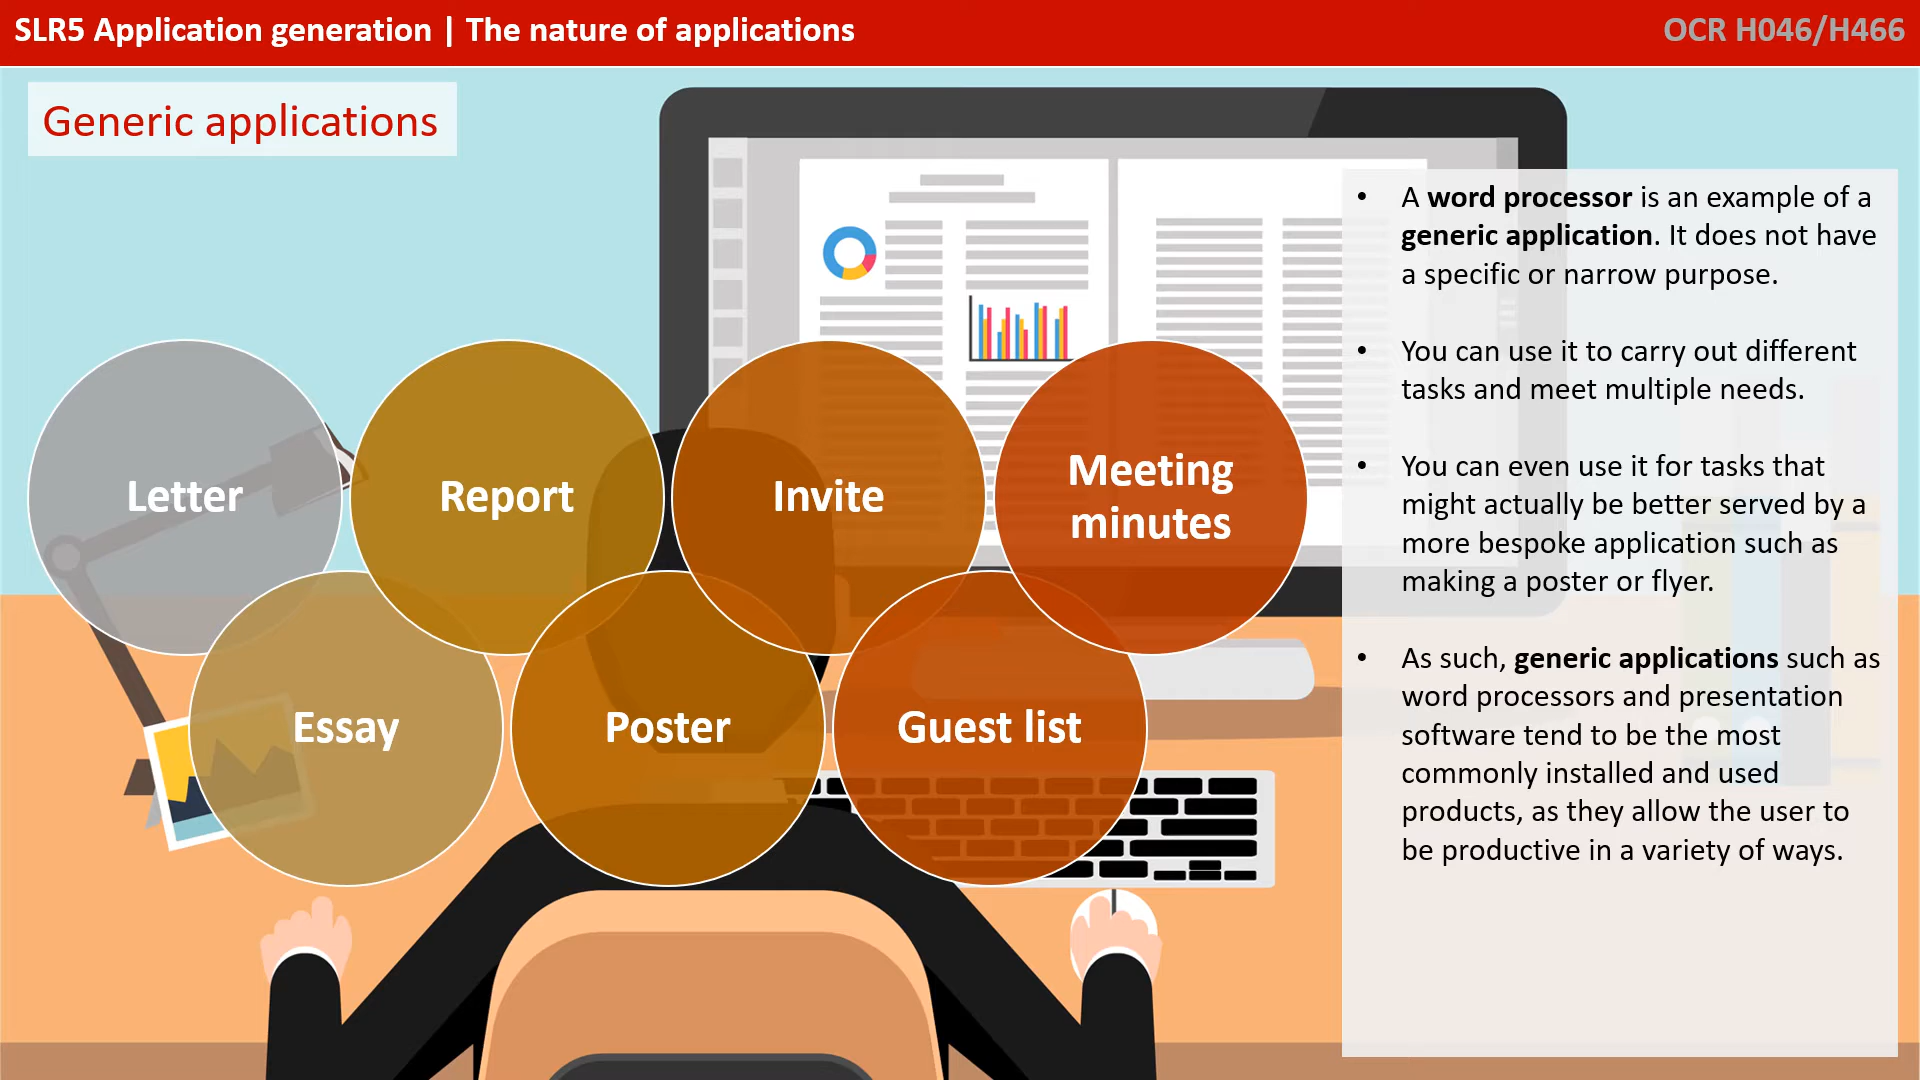 SLR5 Application generation | The nature of applications
OCR H046/H466
Generic applications
Letter
Report
Invite
Meeting
minutes
Essay
Poster
Guest list
• A word processor is an example of a
generic application. It does not have
a specific or narrow purpose.
• You can use it to carry out different
tasks and meet multiple needs.
• You can even use it for tasks that
might actually be better served by a
more bespoke application such as
making a poster or flyer.
• As such, generic applications such as
word processors and presentation
software tend to be the most
commonly installed and used
products, as they allow the user to
be productive in a variety of ways.